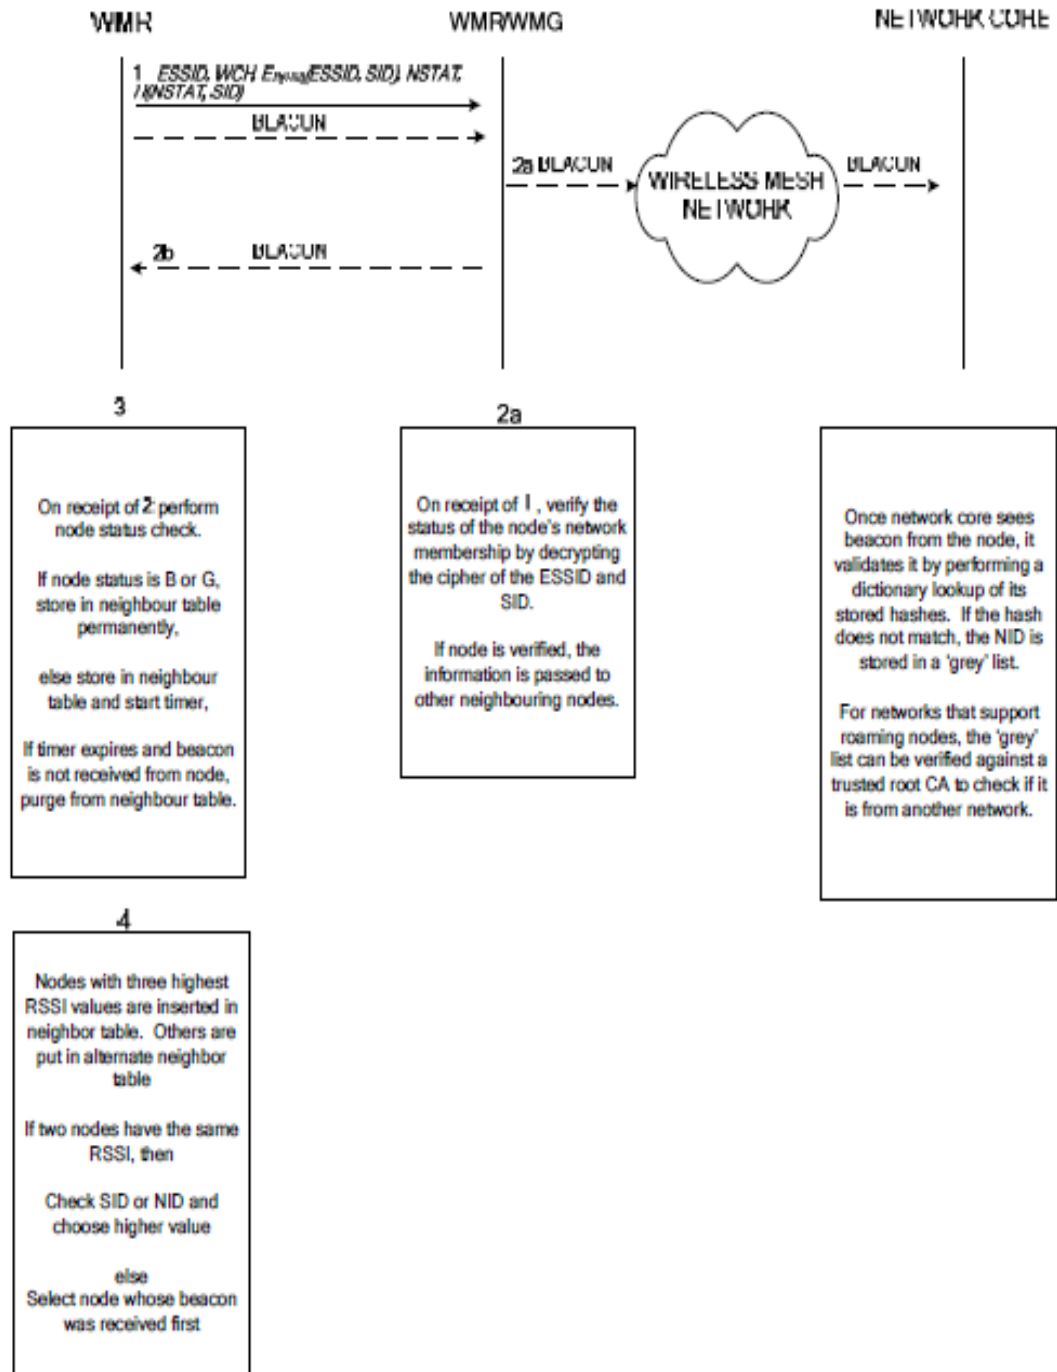 WMR
WMR/WMG
NETWORK CORE
1 ESSID, WCH, (ESSID, SID), NSTAT,
(NSTAT, SID)
BEACON
2a BEACON
WIRELESS MESH
NETWORK
BEACON
2b BEACON
3
On receipt of 2 perform
node status check.
If node status is B or G,
store in neighbour table
permanently,
else store in neighbour
table and start timer,
If timer expires and beacon
is not received from node,
purge from neighbour table.
2a
On receipt of 1 , verify the
status of the node's network
membership by decrypting
the cipher of the ESSID and
SID.
If node is verified, the
information is passed to
other neighbouring nodes.
Once network core sees
beacon from the node, it
validates it by performing a
dictionary lookup of its
stored hashes. If the hash
does not match, the NID is
stored in a 'grey' list.
For networks that support
roaming nodes, the 'grey'
list can be verified against a
trusted root CA to check if it
is from another network.
4
Nodes with three highest
RSSI values are inserted in
neighbor table. Others are
put in alternate neighbor
table
If two nodes have the same
RSSI, then
Check SID or NID and
choose higher value
else
Select node whose beacon
was received first